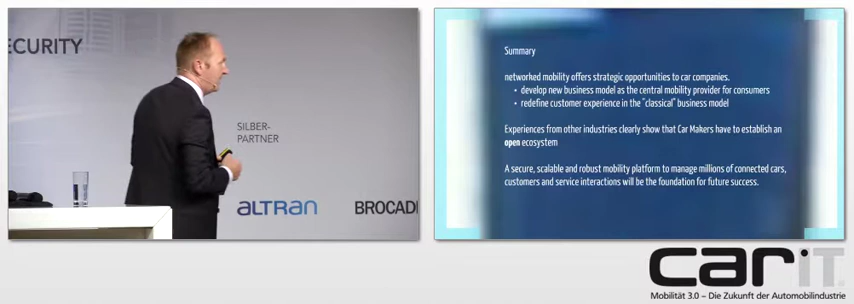 ECURITY
SILBER-
PARTNER
altran
BROCAD
Summary
networked mobility offers strategic opportunities to car companies.
• develop new business model as the central mobility provider for consumers
• redefine customer experience in the "classical" business model
Experiences from other industries clearly show that Car Makers have to establish an
open ecosystem
A secure, scalable and robust mobility platform to manage millions of connected cars,
customers and service interactions will be the foundation for future success.
carIT
Mobilität 3.0 – Die Zukunft der Automobilindustrie